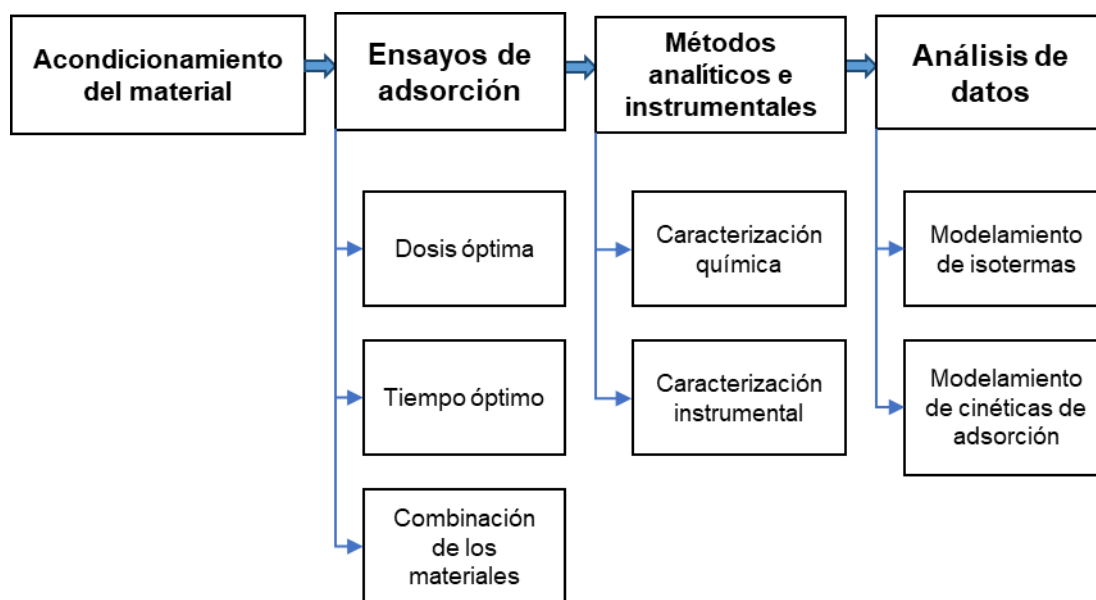 Acondicionamiento
del material
Ensayos de
adsorción
Métodos
analíticos e
instrumentales
Análisis de
datos
Dosis óptima
Tiempo óptimo
Combinación
de los
materiales
Caracterización
química
Caracterización
instrumental
Modelamiento
de isotermas
Modelamiento
de cinéticas de
adsorción